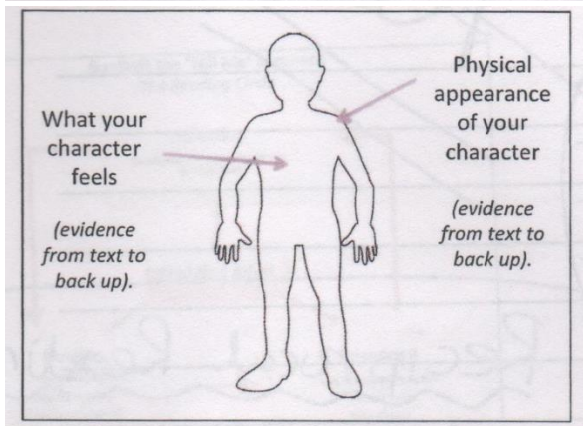 What your
character
feels
(evidence
from text to
back up).
Physical
appearance
of your
character
(evidence
from text to
back up).